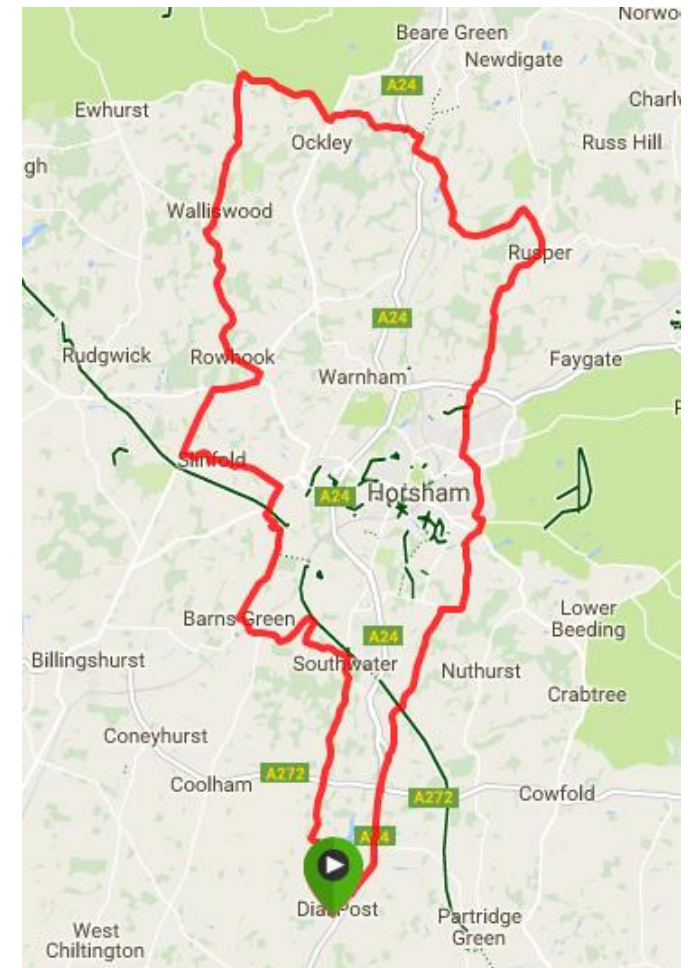 Norwo
Beare Green
Newdigate
A24
Ewhurst
Charlw
Ockley
Russ Hill
gh
Walliswood
Rusper
A24
Rudgwick
Rowhook
Faygate
Warnham
Slinfold
Horsham
A24
Barns Green
Lower
Beeding
A24
Billingshurst
Southwater
Nuthurst
Crabtree
Coneyhurst
A272
Coolham
A272
Cowfold
A24
Dial Post
Partridge
Green
West
Chiltington